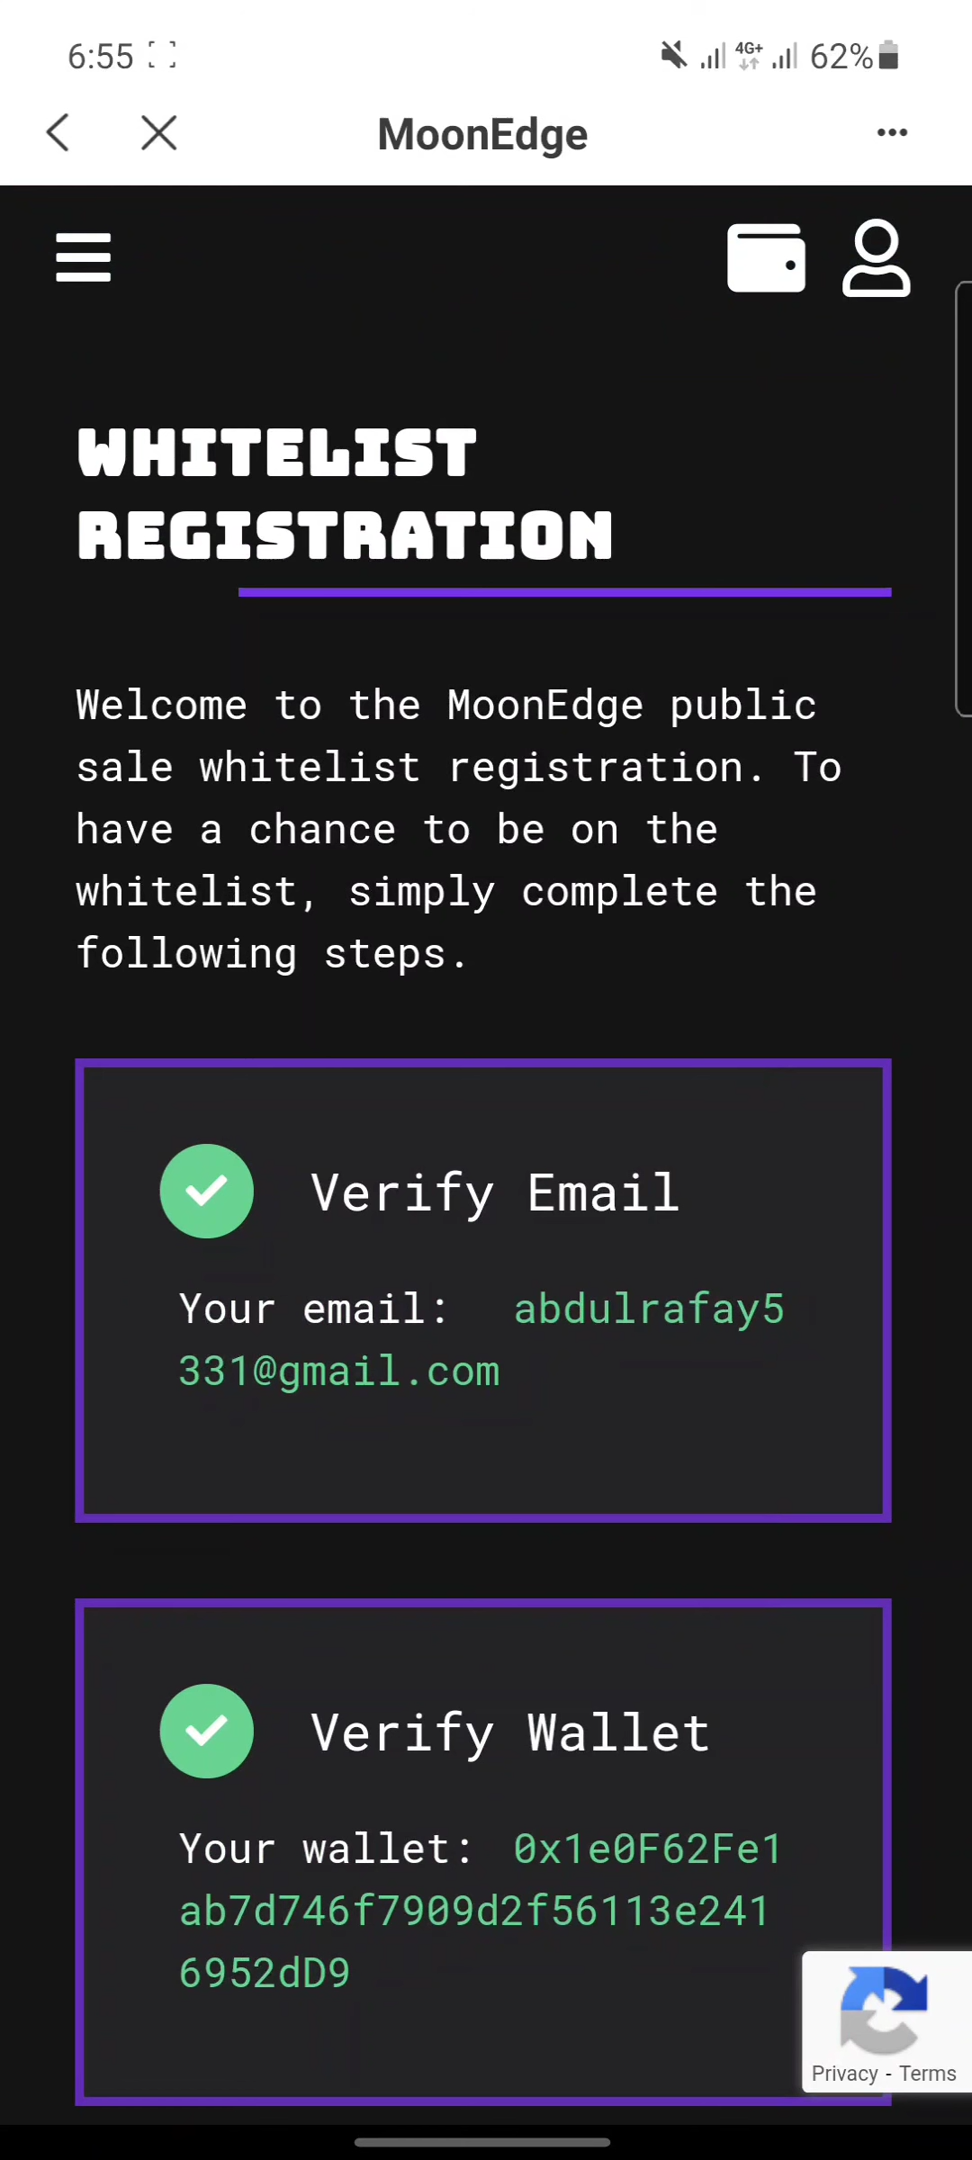 6:55 4G+ 62%
MoonEdge
WHITELIST
REGISTRATION
Welcome to the MoonEdge public
sale whitelist registration. To
have a chance to be on the
whitelist, simply complete the
following steps.
Verify Email
Your email: abdulrafay5
331@gmail.com
Verify Wallet
Your wallet: 0x1e0F62Fe1
ab7d746f7909d2f56113e241
6952dD9
Privacy - Terms